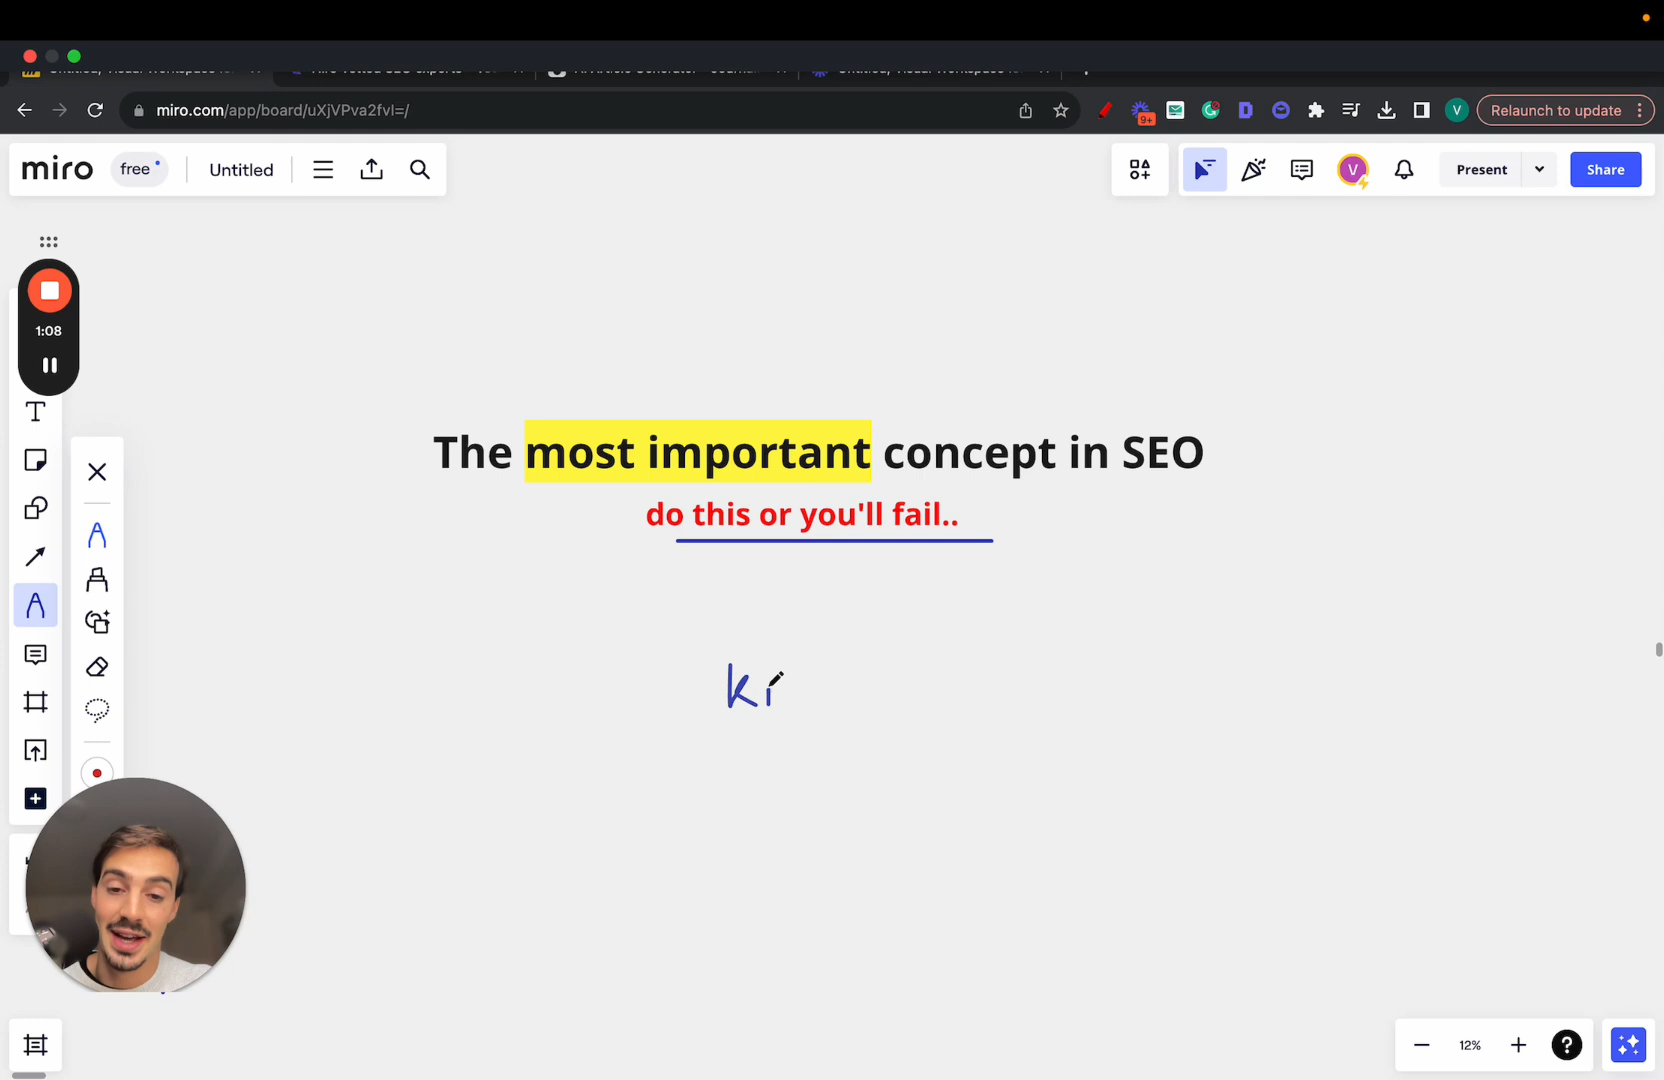 miro.com/app/board/uXjVPva2fvI=/
9+
V
Relaunch to update
miro
free
Untitled
V
Present
Share
1:08
T
The most important concept in SEO
do this or you'll fail..
ki
12%
?